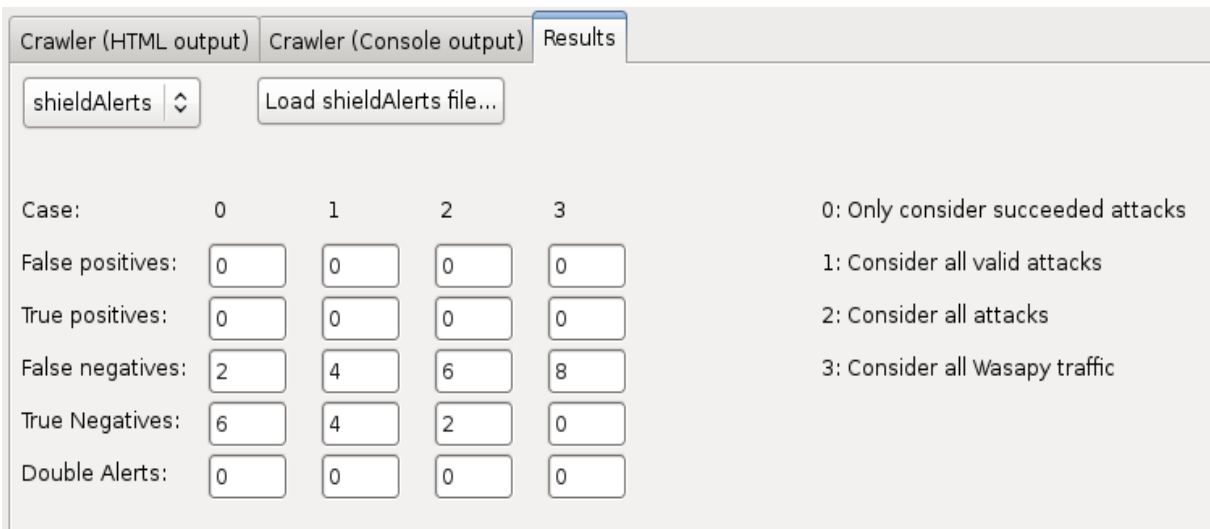 Crawler (HTML output) Crawler (Console output) Results
shieldAlerts Load shieldAlerts file...
Case: 0 1 2 3 0: Only consider succeeded attacks
False positives: 0 0 0 0 1: Consider all valid attacks
True positives: 0 0 0 0 2: Consider all attacks
False negatives: 2 4 6 8 3: Consider all Wasapy traffic
True Negatives: 6 4 2 0
Double Alerts: 0 0 0 0